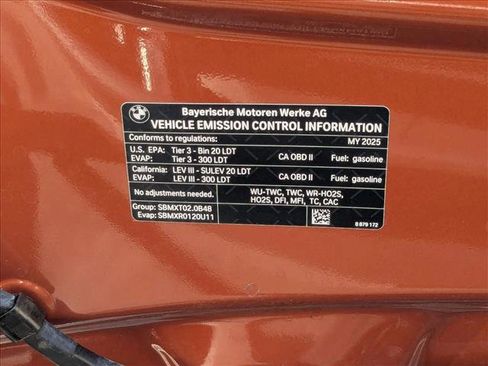 BMW
Bayerische Motoren Werke AG
VEHICLE EMISSION CONTROL INFORMATION
Conforms to regulations: MY 2025
U.S. EPA: Tier 3 - Bin 20 LDT CA OBD II Fuel: gasoline
EVAP: Tier 3 - 300 LDT
California: LEV III - SULEV 20 LDT CA OBD II Fuel: gasoline
EVAP: LEV III - 300 LDT
No adjustments needed.
WU-TWC, TWC, WR-HO2S,
HO2S, DFI, MFI, TC, CAC
Group: SBMXT02.0B48
Evap: SBMXR0120U11
8 879 172